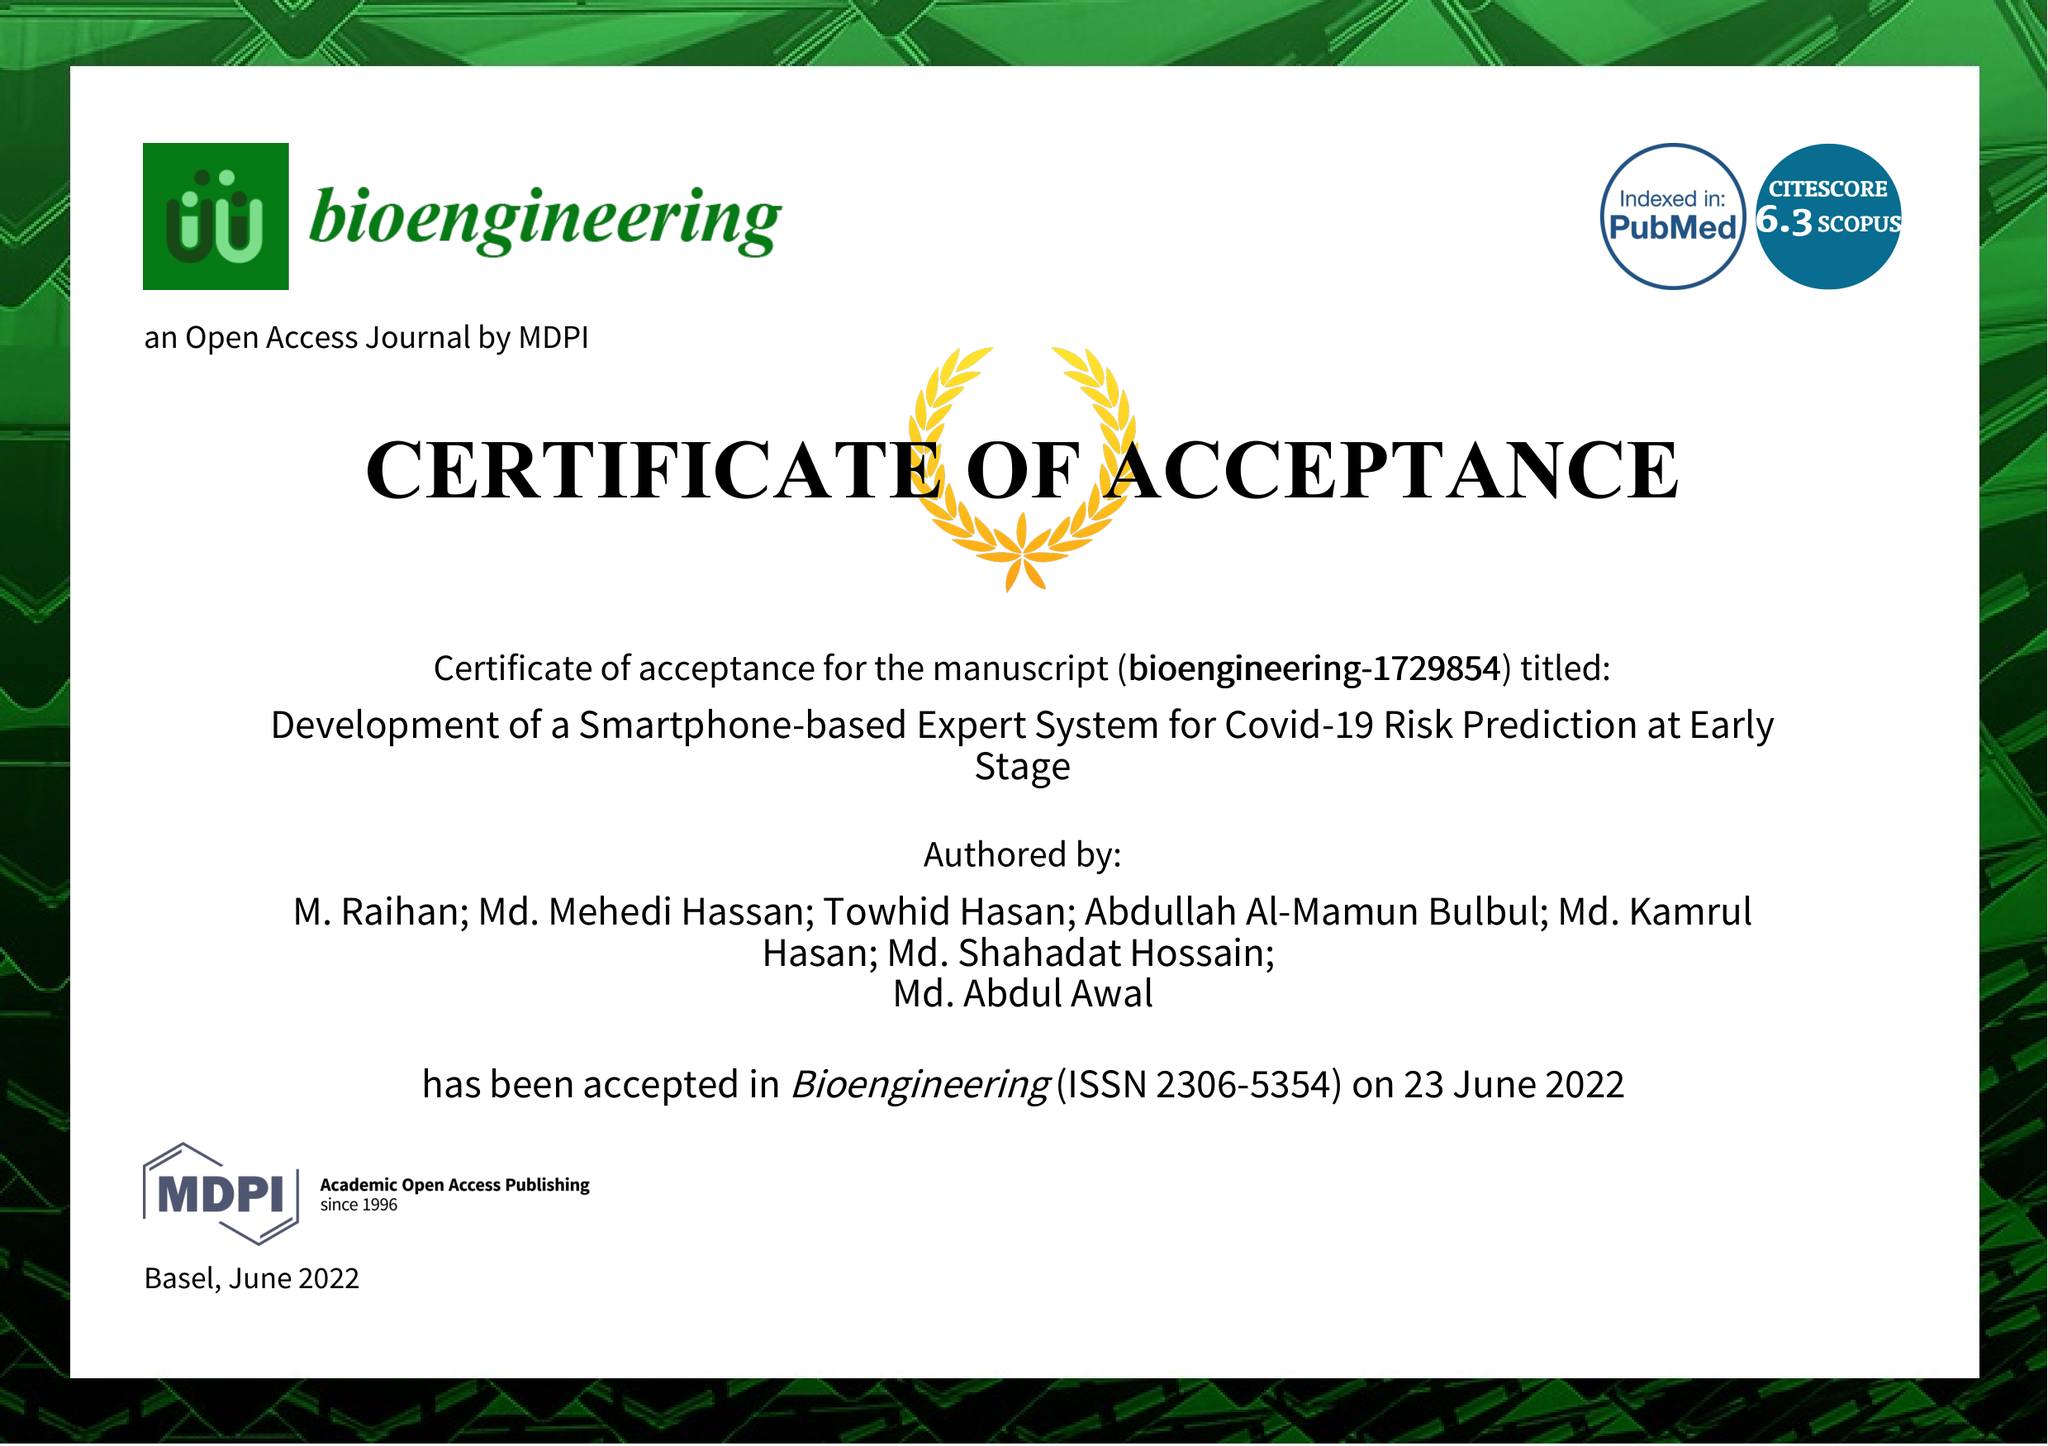 bioengineering
Indexed in:
PubMed
CITESCORE
6.3 SCOPUS
an Open Access Journal by MDPI
CERTIFICATE OF ACCEPTANCE
Certificate of acceptance for the manuscript (bioengineering-1729854) titled:
Development of a Smartphone-based Expert System for Covid-19 Risk Prediction at Early
Stage
Authored by:
M. Raihan; Md. Mehedi Hassan; Towhid Hasan; Abdullah Al-Mamun Bulbul; Md. Kamrul
Hasan; Md. Shahadat Hossain;
Md. Abdul Awal
has been accepted in Bioengineering (ISSN 2306-5354) on 23 June 2022
MDPI
Academic Open Access Publishing
since 1996
Basel, June 2022